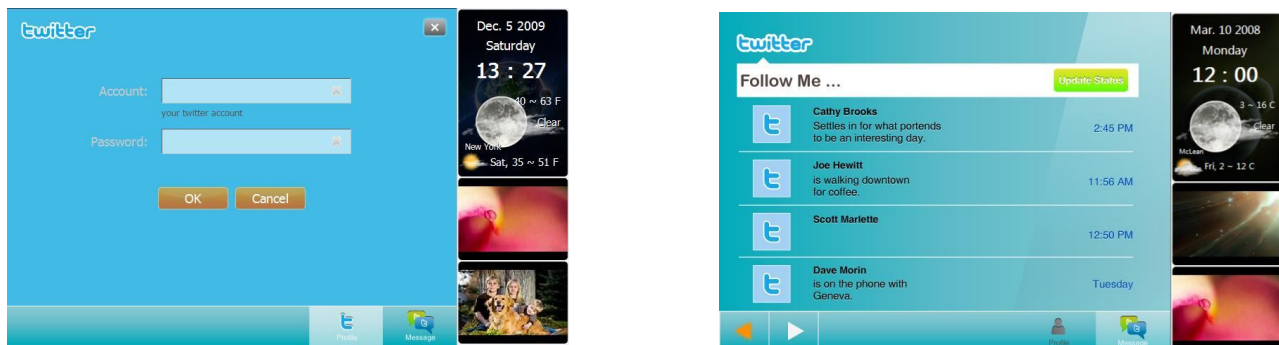 twitter
Account:
your twitter account
Password:
OK
Cancel
Profile
Message
Dec. 5 2009
Saturday
13 : 27
40 ~ 63 F
Clear
New York
Sat, 35 ~ 51 F
twitter
Follow Me ...
Update Status
Cathy Brooks
Settles in for what portends
to be an interesting day.
2:45 PM
Joe Hewitt
is walking downtown
for coffee.
11:56 AM
Scott Marlette
12:50 PM
Dave Morin
is on the phone with
Geneva.
Tuesday
Profile
Message
Mar. 10 2008
Monday
12 : 00
3 ~ 16 C
Clear
McLean
Fri, 2 ~ 12 C